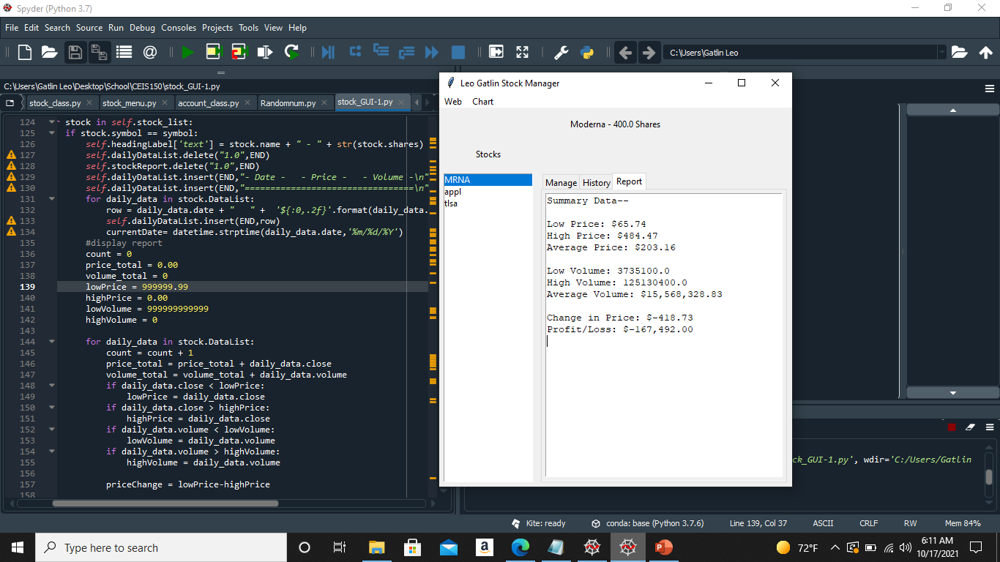 Spyder (Python 3.7)
File Edit Search Source Run Debug Consoles Projects Tools View Help
C:\Users\Gatlin Leo
C:\Users\Gatlin Leo\Desktop\School\CEIS150\stock_GUI-1.py
stock_class.py stock_menu.py account_class.py Randomnum.py stock_GUI-1.py
124 stock in self.stock_list:
125 if stock.symbol == symbol:
126 self.headingLabel['text'] = stock.name + " - " + str(stock.shares)
127 self.dailyDataList.delete("1.0",END)
128 self.stockReport.delete("1.0",END)
129 self.dailyDataList.insert(END,"- Date -   - Price -   - Volume -\n"
130 self.dailyDataList.insert(END,"=================================\n"
131 for daily_data in stock.DataList:
132 row = daily_data.date + "   " +  '${:0,.2f}'.format(daily_data.
133 self.dailyDataList.insert(END,row)
134 currentDate= datetime.strptime(daily_data.date,'%m/%d/%Y')
135 #display report
136 count = 0
137 price_total = 0.00
138 volume_total = 0
139 lowPrice = 999999.99
140 highPrice = 0.00
141 lowVolume = 999999999999
142 highVolume = 0
143
144 for daily_data in stock.DataList:
145 count = count + 1
146 price_total = price_total + daily_data.close
147 volume_total = volume_total + daily_data.volume
148 if daily_data.close < lowPrice:
149 lowPrice = daily_data.close
150 if daily_data.close > highPrice:
151 highPrice = daily_data.close
152 if daily_data.volume < lowVolume:
153 lowVolume = daily_data.volume
154 if daily_data.volume > highVolume:
155 highVolume = daily_data.volume
156
157 priceChange = lowPrice-highPrice
158
Leo Gatlin Stock Manager
Web Chart
Moderna - 400.0 Shares
Stocks
MRNA
appl
tlsa
Manage History Report
Summary Data--
Low Price: $65.74
High Price: $484.47
Average Price: $203.16
Low Volume: 3735100.0
High Volume: 125130400.0
Average Volume: $15,568,328.83
Change in Price: $-418.73
Profit/Loss: $-167,492.00
ck_GUI-1.py', wdir='C:/Users/Gatlin
Kite: ready conda: base (Python 3.7.6) Line 139, Col 37 ASCII CRLF RW Mem 84%
Type here to search
72°F
6:11 AM
10/17/2021